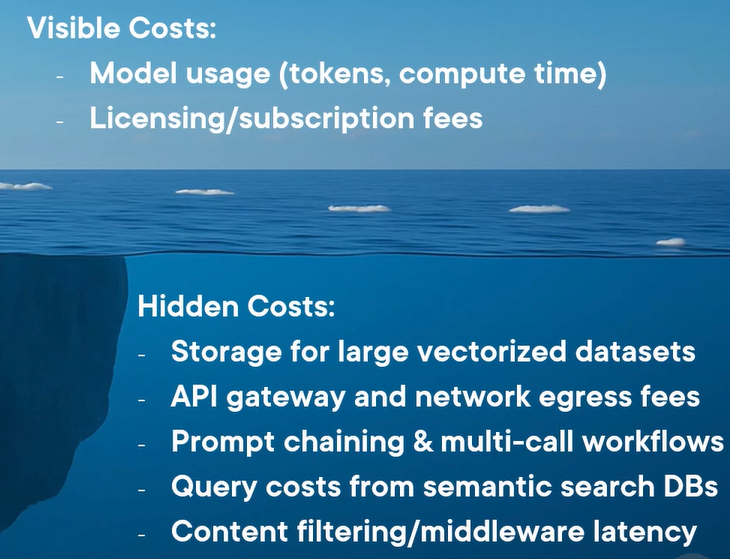 Visible Costs:
- Model usage (tokens, compute time)
- Licensing/subscription fees
Hidden Costs:
- Storage for large vectorized datasets
- API gateway and network egress fees
- Prompt chaining & multi-call workflows
- Query costs from semantic search DBs
- Content filtering/middleware latency